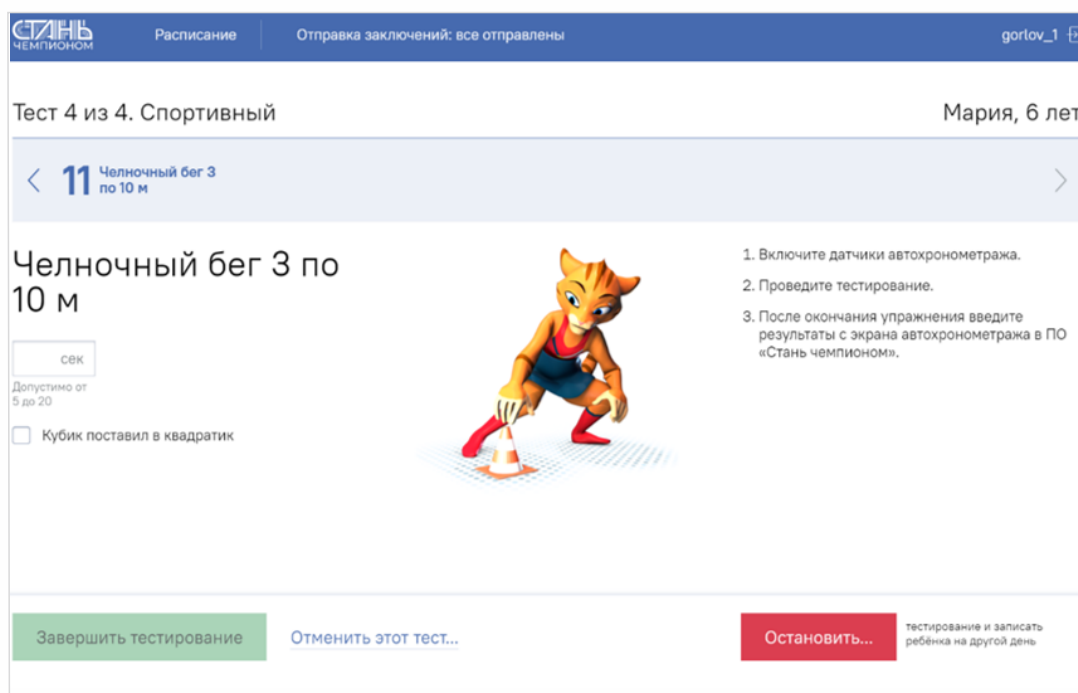 СТАНЬ
ЧЕМПИОНОМ
Расписание
Отправка заключений: все отправлены
gorlov_1
Тест 4 из 4. Спортивный
Мария, 6 лет
11
Челночный бег 3
по 10 м
Челночный бег 3 по
10 м
сек
Допустимо от
5 до 20
Кубик поставил в квадратик
1. Включите датчики автохронометража.
2. Проведите тестирование.
3. После окончания упражнения введите
результаты с экрана автохронометража в ПО
«Стань чемпионом».
Завершить тестирование
Отменить этот тест...
Остановить...
тестирование и записать
ребёнка на другой день